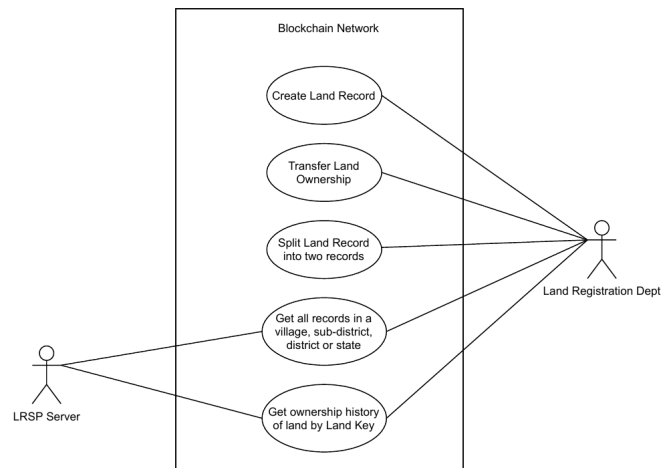 Blockchain Network
Create Land Record
Transfer Land
Ownership
Split Land Record
into two records
Land Registration Dept
Get all records in a
village, sub-district,
district or state
LRSP Server
Get ownership history
of land by Land Key